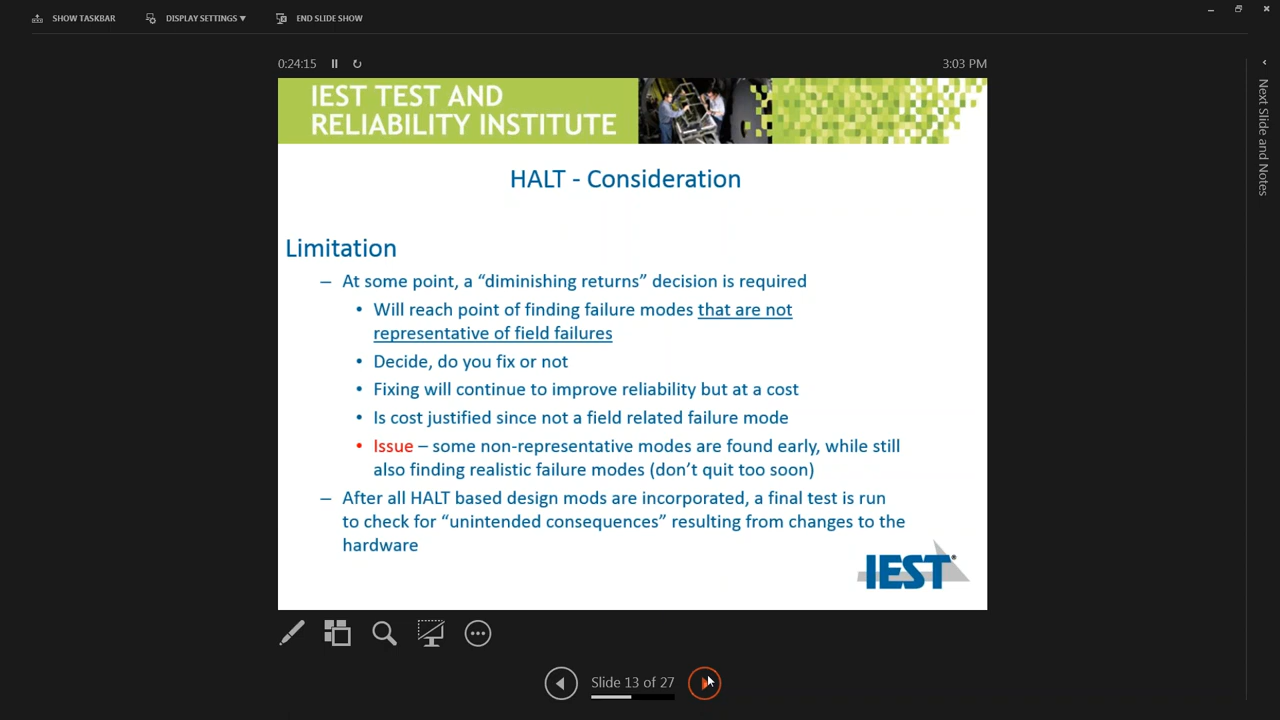 SHOW TASKBAR DISPLAY SETTINGS ▼ END SLIDE SHOW
0:24:15 3:03 PM
Next Slide and Notes
IEST TEST AND
RELIABILITY INSTITUTE
HALT - Consideration
Limitation
– At some point, a “diminishing returns” decision is required
• Will reach point of finding failure modes that are not
representative of field failures
• Decide, do you fix or not
• Fixing will continue to improve reliability but at a cost
• Is cost justified since not a field related failure mode
• Issue – some non-representative modes are found early, while still
also finding realistic failure modes (don’t quit too soon)
– After all HALT based design mods are incorporated, a final test is run
to check for “unintended consequences” resulting from changes to the
hardware
IEST®
Slide 13 of 27